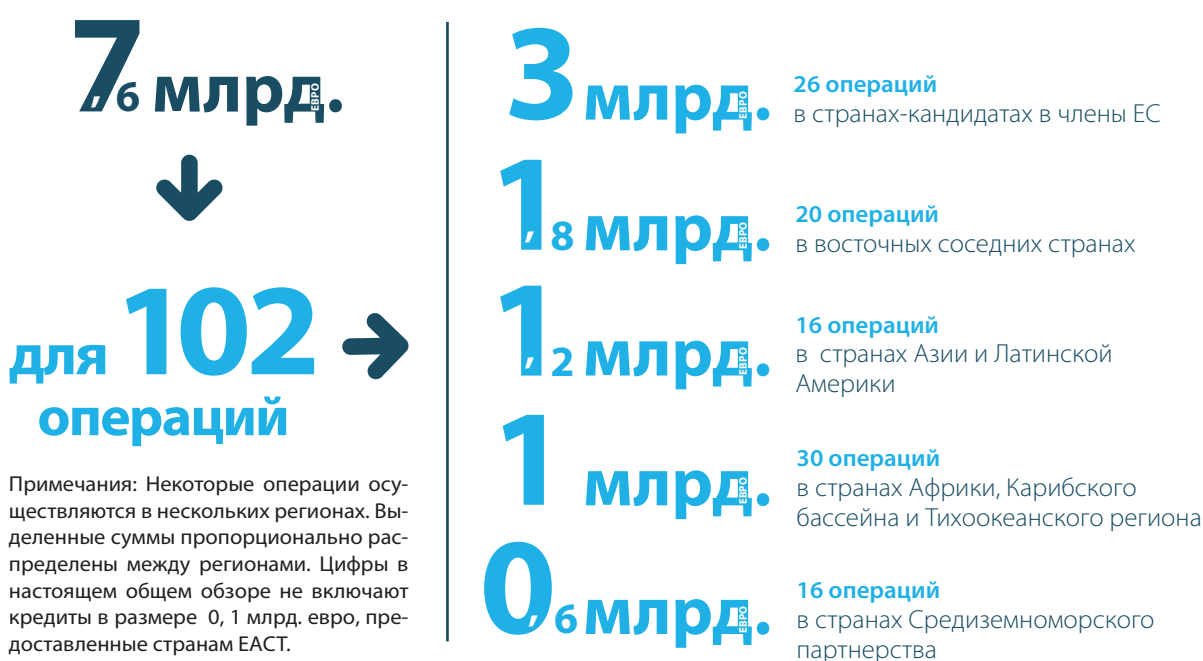 7,6 млрд. ЕВРО
для 102
операций
Примечания: Некоторые операции осу-
ществляются в нескольких регионах. Вы-
деленные суммы пропорционально рас-
пределены между регионами. Цифры в
настоящем общем обзоре не включают
кредиты в размере 0, 1 млрд. евро, пре-
доставленные странам ЕАСТ.
3 млрд. ЕВРО
26 операций
в странах-кандидатах в члены ЕС
1,8 млрд. ЕВРО
20 операций
в восточных соседних странах
1,2 млрд. ЕВРО
16 операций
в странах Азии и Латинской
Америки
1 млрд. ЕВРО
30 операций
в странах Африки, Карибского
бассейна и Тихоокеанского региона
0,6 млрд. ЕВРО
16 операций
в странах Средиземноморского
партнерства